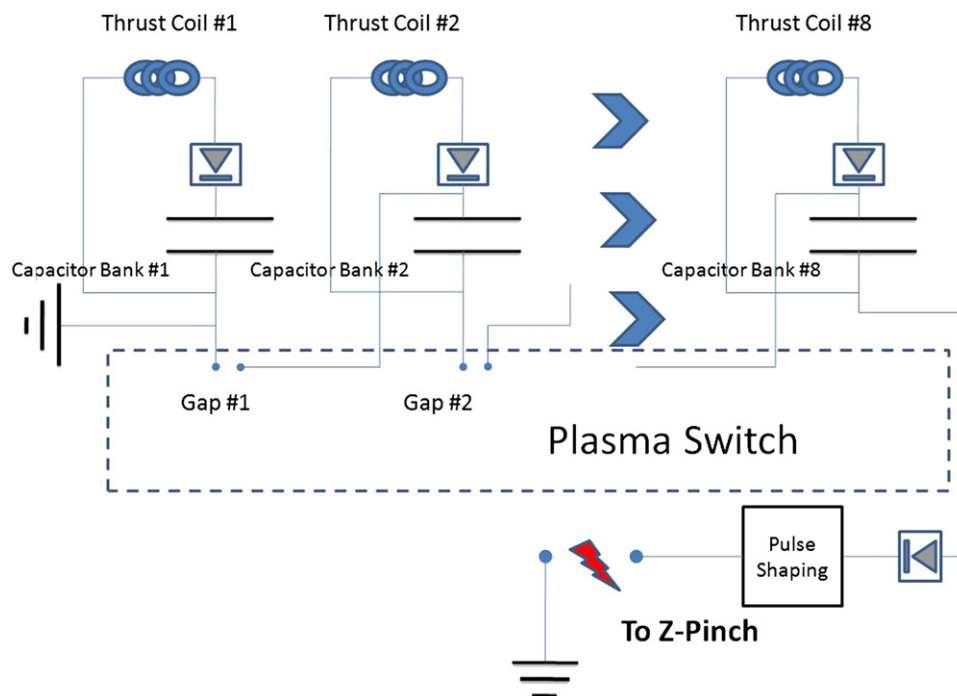 Thrust Coil #1
Thrust Coil #2
Thrust Coil #8
Capacitor Bank #1
Capacitor Bank #2
Capacitor Bank #8
Gap #1
Gap #2
Plasma Switch
Pulse
Shaping
To Z-Pinch